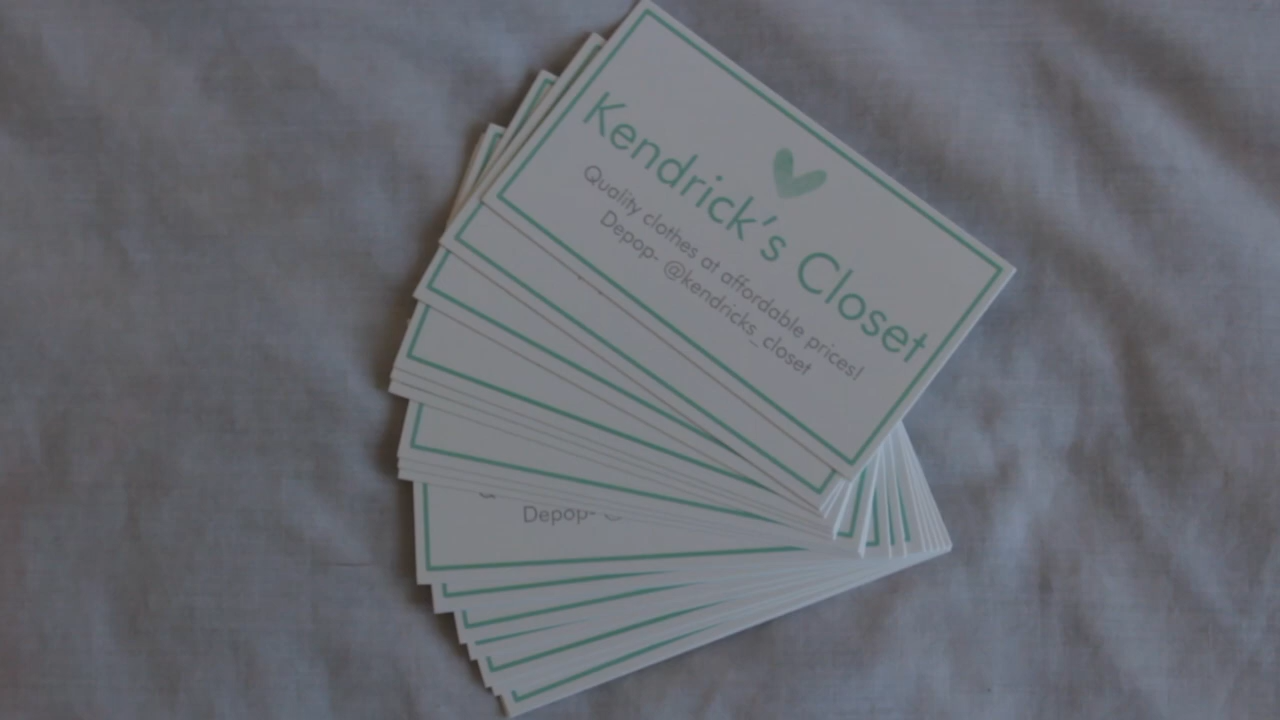 Kendrick's Closet
Quality clothes at affordable prices!
Depop- @kendricks_closet
Depop-